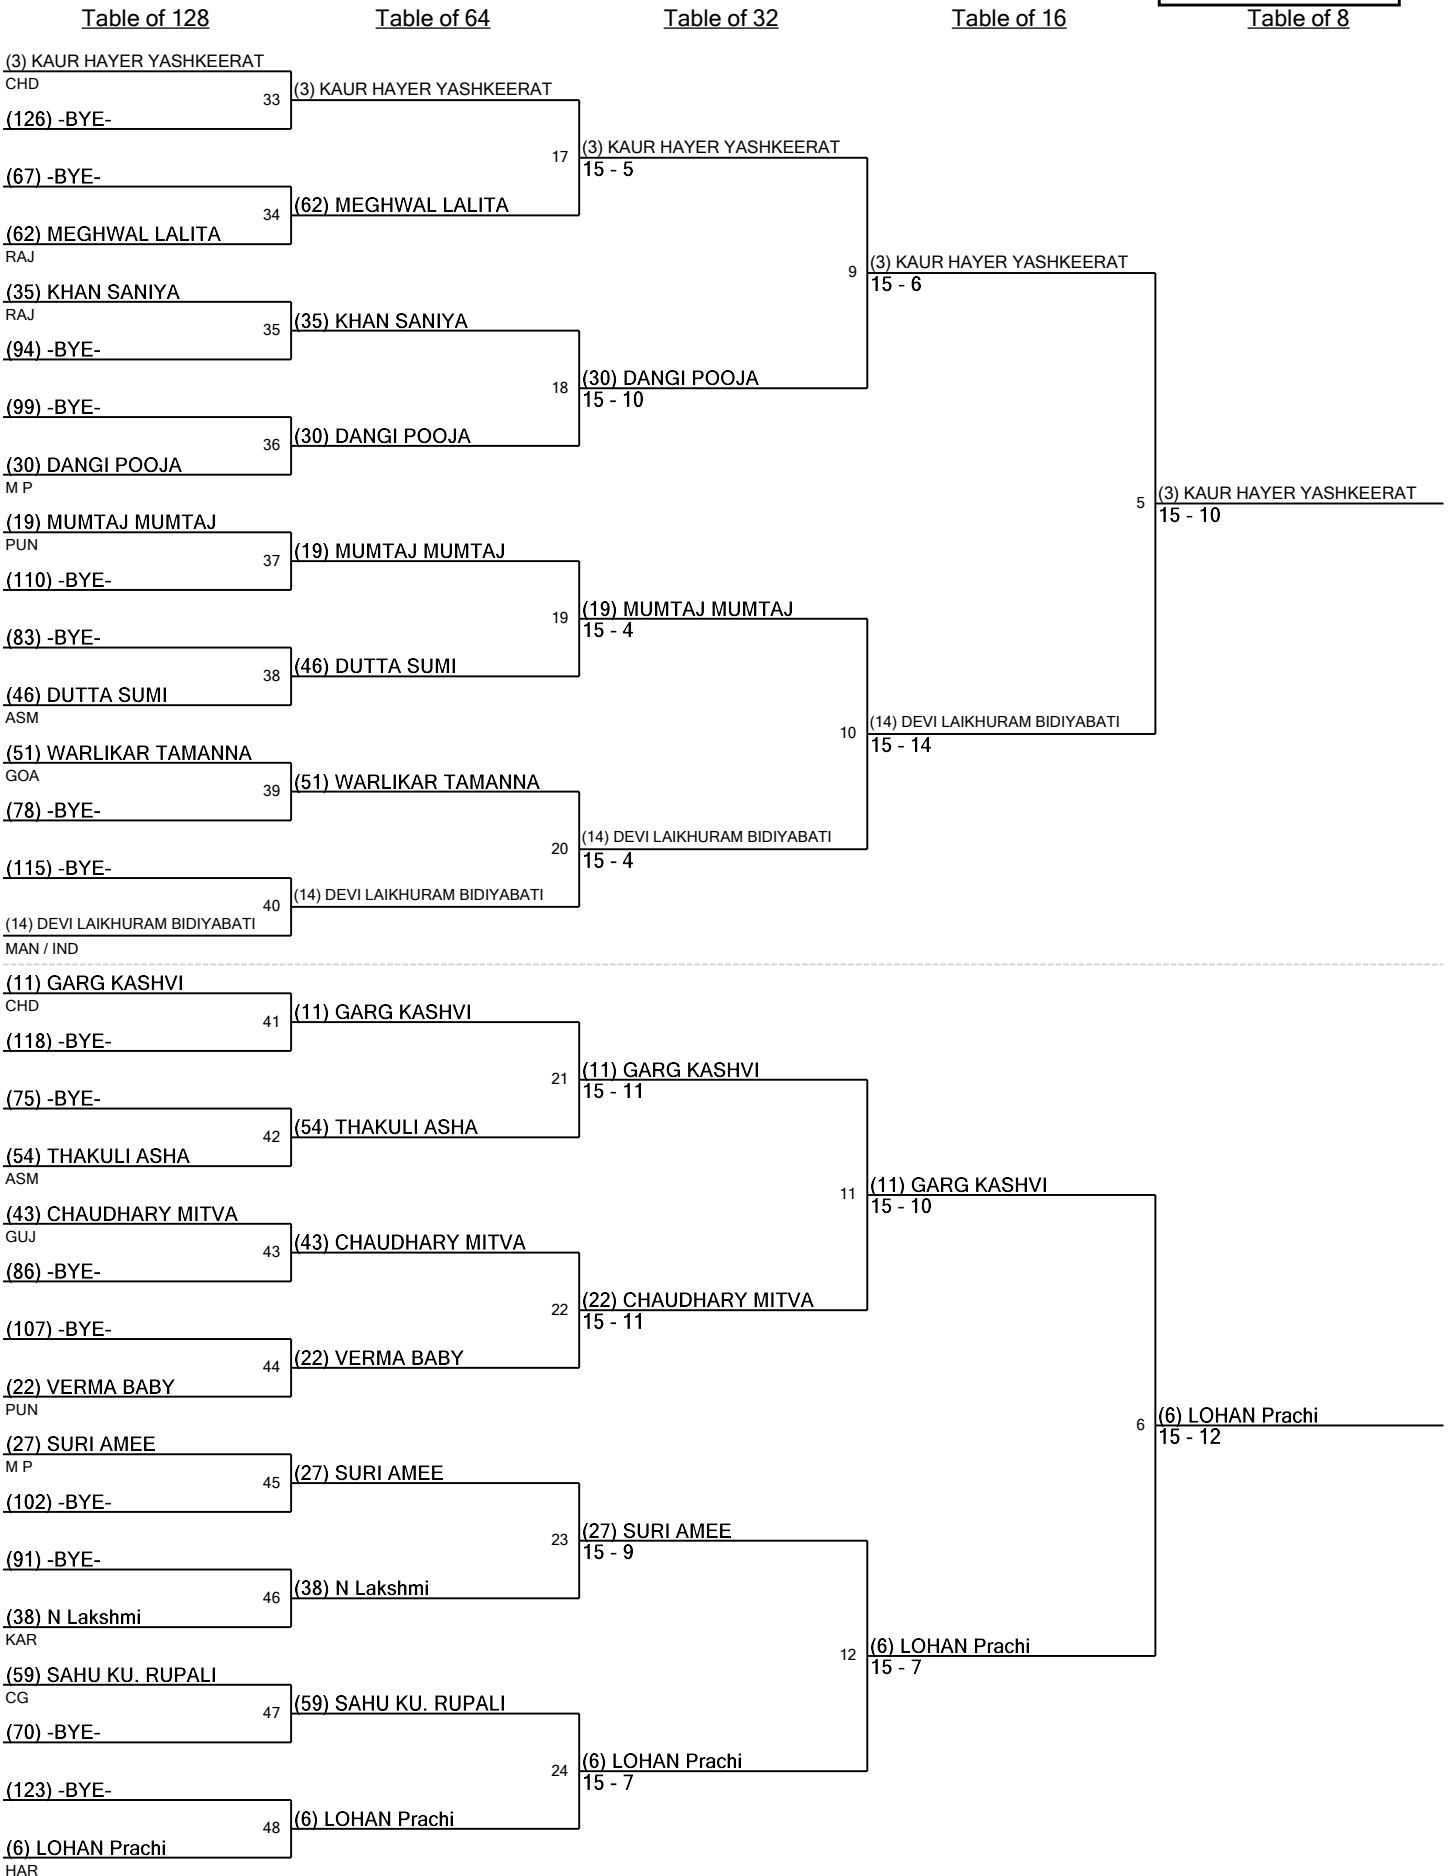 Table of 128
Table of 64
Table of 32
Table of 16
Table of 8
(3) KAUR HAYER YASHKEERAT
CHD
33
(126) -BYE-
(67) -BYE-
34
(62) MEGHWAL LALITA
RAJ
(35) KHAN SANIYA
RAJ
35
(94) -BYE-
(99) -BYE-
36
(30) DANGI POOJA
M P
(19) MUMTAJ MUMTAJ
PUN
37
(110) -BYE-
(83) -BYE-
38
(46) DUTTA SUMI
ASM
(51) WARLIKAR TAMANNA
GOA
39
(78) -BYE-
(115) -BYE-
40
(14) DEVI LAIKHURAM BIDIYABATI
MAN / IND
(11) GARG KASHVI
CHD
41
(118) -BYE-
(75) -BYE-
42
(54) THAKULI ASHA
ASM
(43) CHAUDHARY MITVA
GUJ
43
(86) -BYE-
(107) -BYE-
44
(22) VERMA BABY
PUN
(27) SURI AMEE
M P
45
(102) -BYE-
(91) -BYE-
46
(38) N Lakshmi
KAR
(59) SAHU KU. RUPALI
CG
47
(70) -BYE-
(123) -BYE-
48
(6) LOHAN Prachi
HAR
(3) KAUR HAYER YASHKEERAT
17
(62) MEGHWAL LALITA
(35) KHAN SANIYA
18
(30) DANGI POOJA
(19) MUMTAJ MUMTAJ
19
(46) DUTTA SUMI
(51) WARLIKAR TAMANNA
20
(14) DEVI LAIKHURAM BIDIYABATI
(11) GARG KASHVI
21
(54) THAKULI ASHA
(43) CHAUDHARY MITVA
22
(22) VERMA BABY
(27) SURI AMEE
23
(38) N Lakshmi
(59) SAHU KU. RUPALI
24
(6) LOHAN Prachi
(3) KAUR HAYER YASHKEERAT
15 - 5
9
(30) DANGI POOJA
15 - 10
(19) MUMTAJ MUMTAJ
15 - 4
10
(14) DEVI LAIKHURAM BIDIYABATI
15 - 4
(11) GARG KASHVI
15 - 11
11
(22) CHAUDHARY MITVA
15 - 11
(27) SURI AMEE
15 - 9
12
(6) LOHAN Prachi
15 - 7
(3) KAUR HAYER YASHKEERAT
15 - 6
5
(14) DEVI LAIKHURAM BIDIYABATI
15 - 14
(11) GARG KASHVI
15 - 10
6
(6) LOHAN Prachi
15 - 7
(3) KAUR HAYER YASHKEERAT
15 - 10
(6) LOHAN Prachi
15 - 12